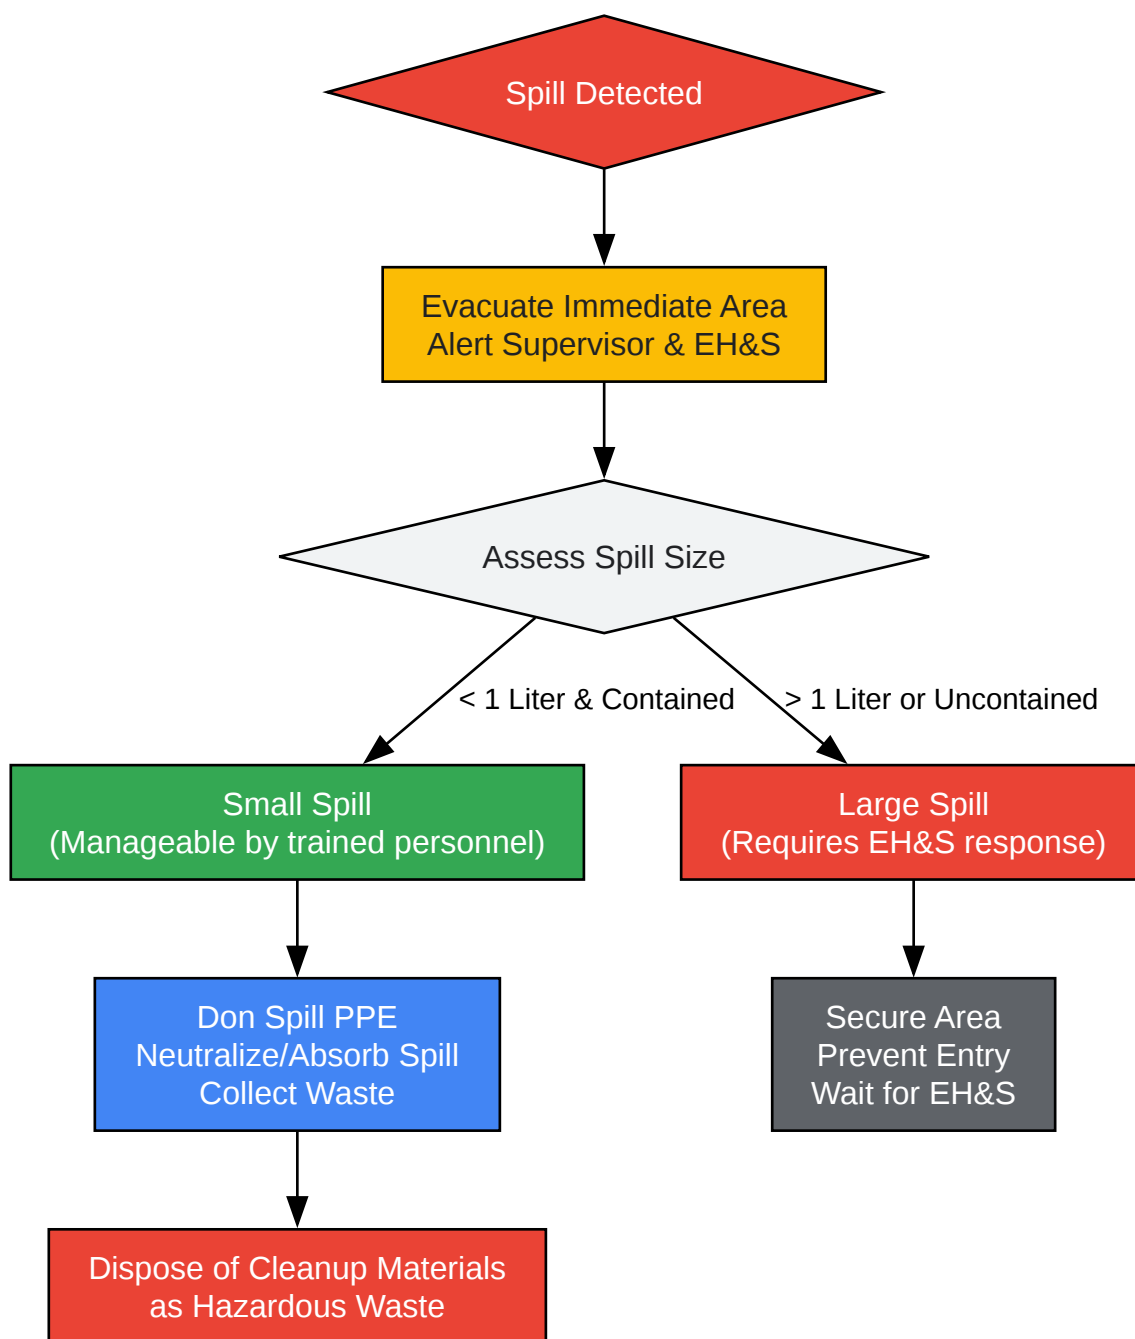 Spill Detected
Evacuate Immediate Area
Alert Supervisor & EH&S
Assess Spill Size
< 1 Liter & Contained
> 1 Liter or Uncontained
Small Spill
(Manageable by trained personnel)
Large Spill
(Requires EH&S response)
Don Spill PPE
Neutralize/Absorb Spill
Collect Waste
Secure Area
Prevent Entry
Wait for EH&S
Dispose of Cleanup Materials
as Hazardous Waste